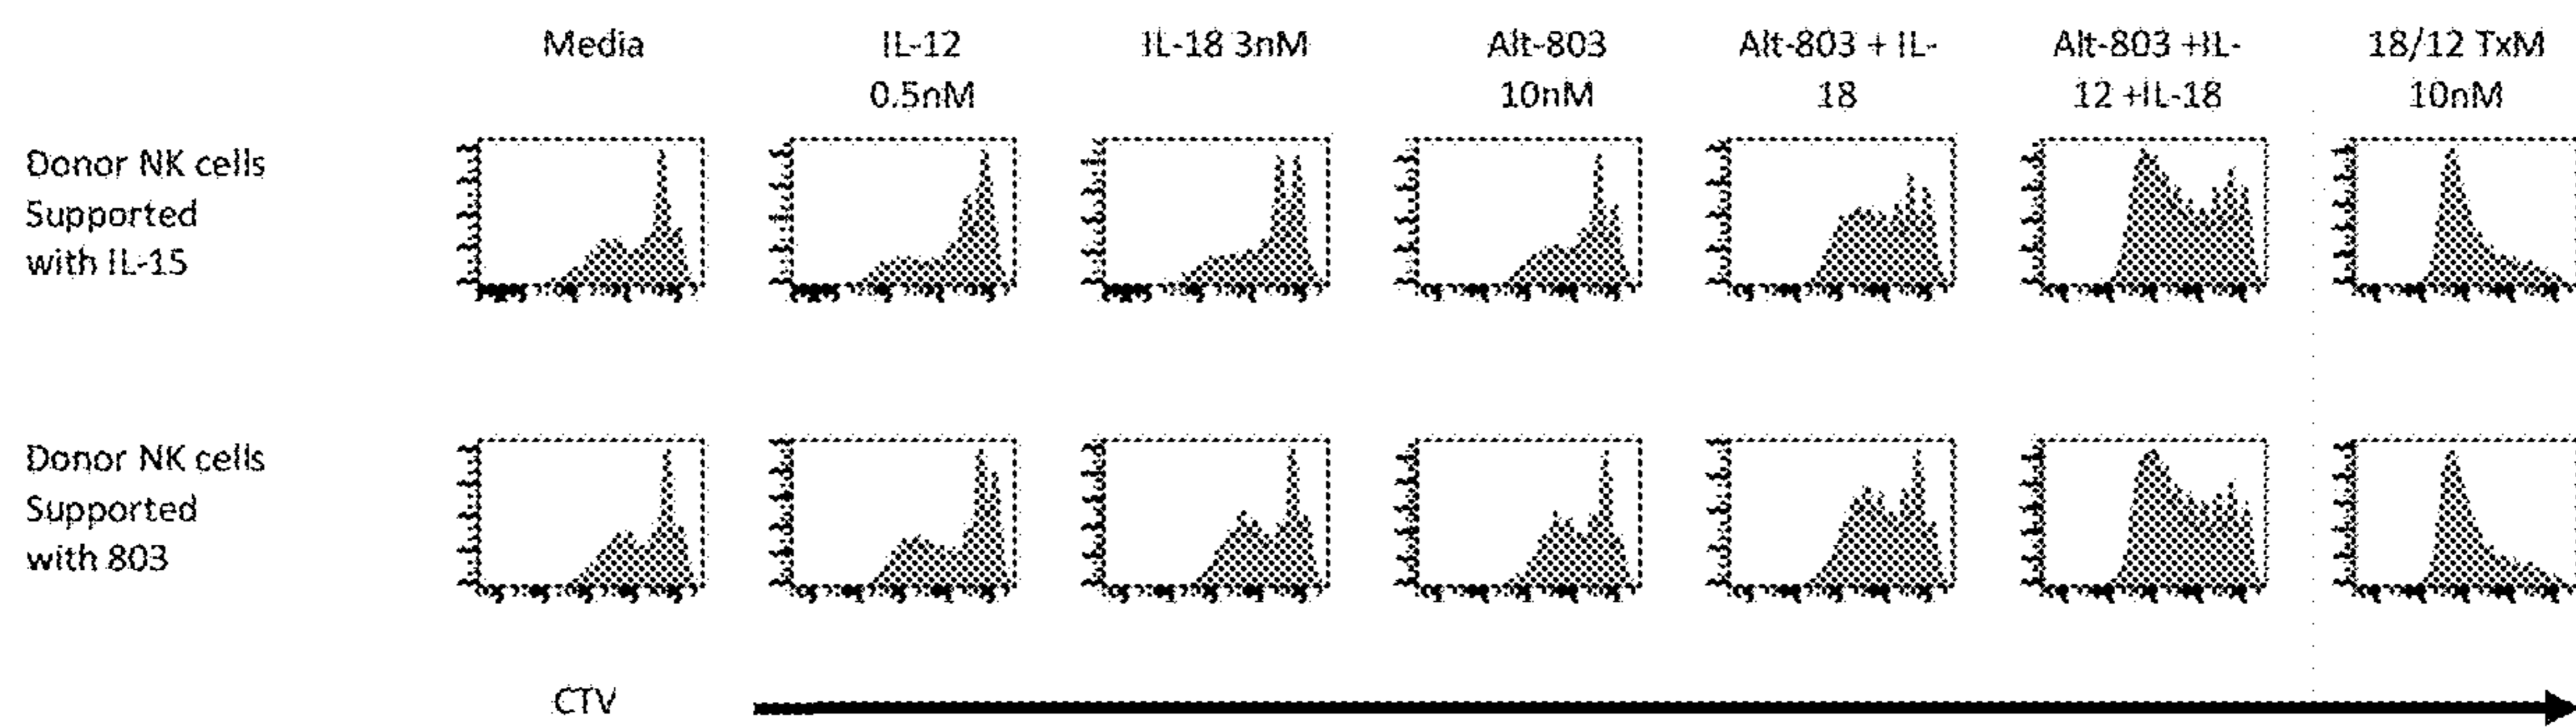 Media
IL-12
0.5nM
IL-18 3nM
Alt-803
10nM
Alt-803 + IL-
18
Alt-803 +IL-
12 +IL-18
18/12 TxM
10nM
Donor NK cells
Supported
with IL-15
Donor NK cells
Supported
with 803
CTV